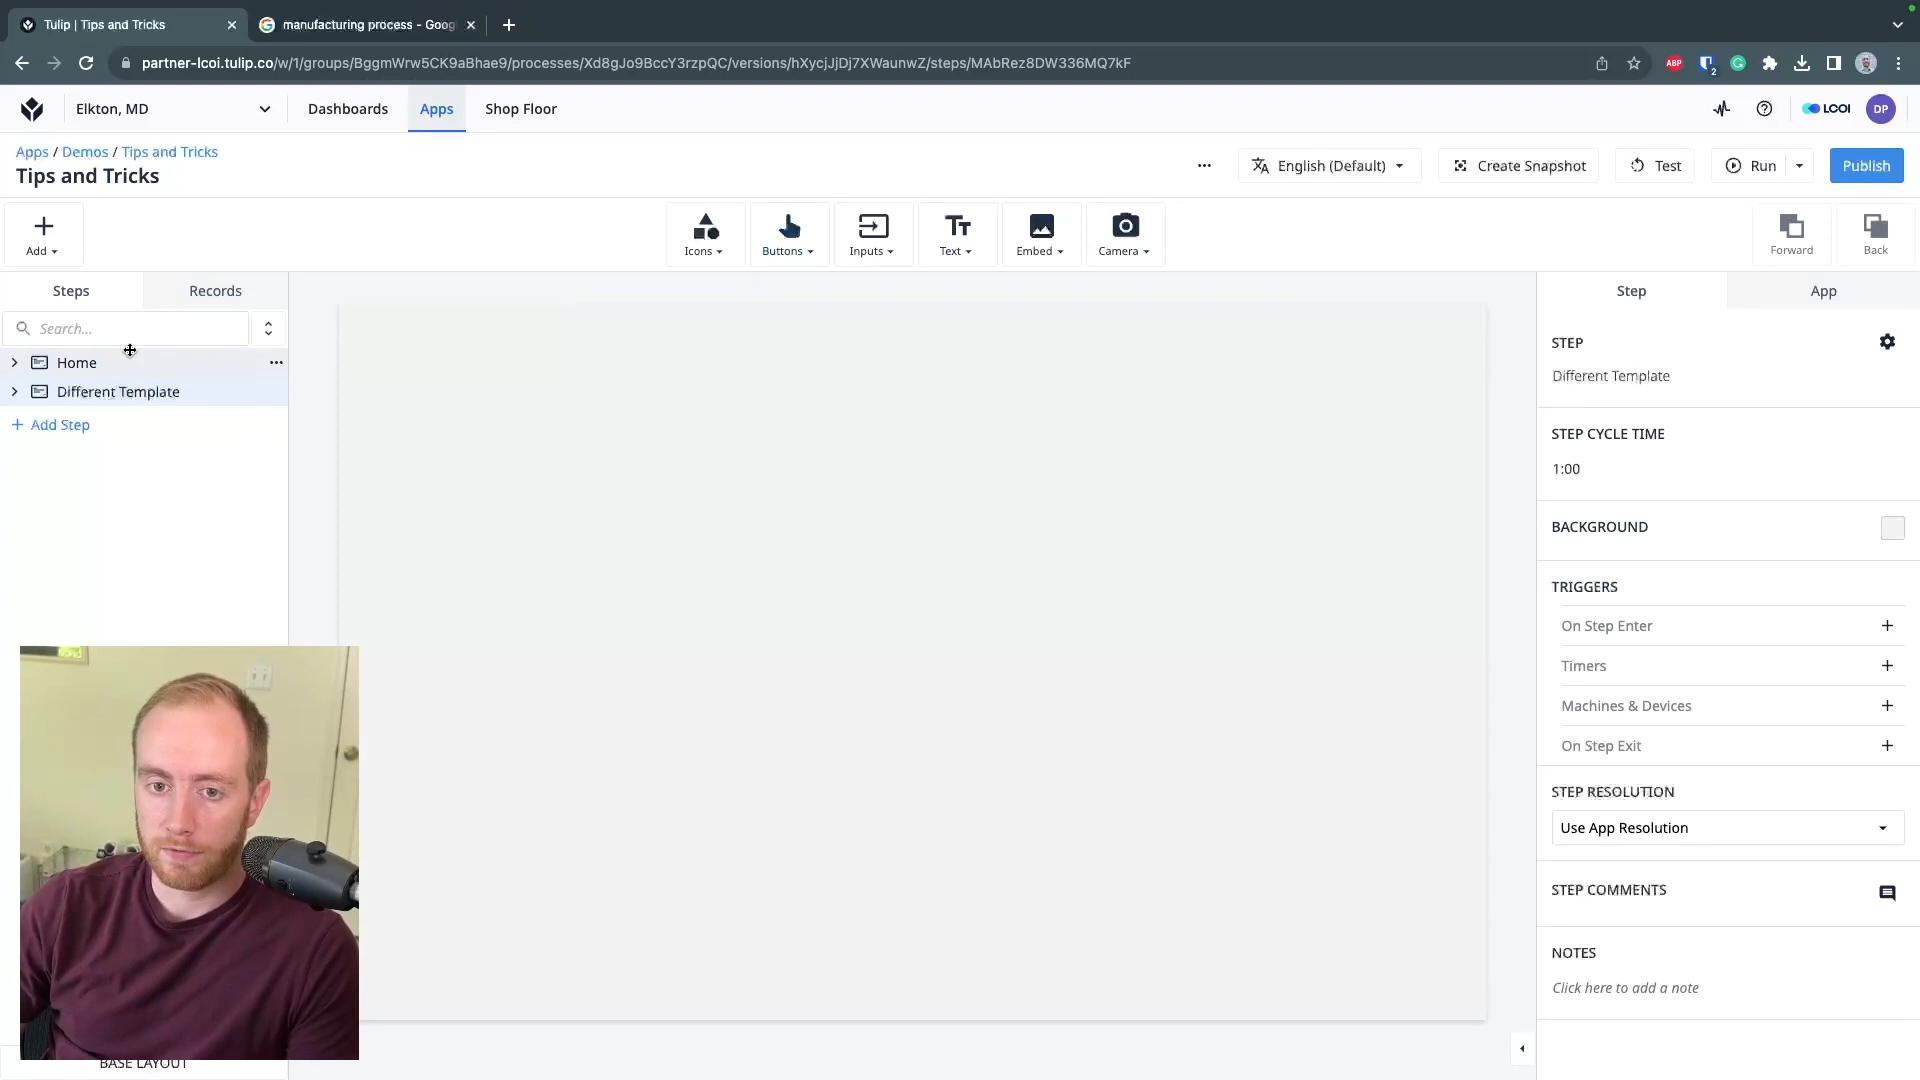 Tulip | Tips and Tricks
manufacturing process - Goog
partner-lcoi.tulip.co/w/1/groups/BggmWrw5CK9aBhae9/processes/Xd8gJo9BccY3rzpQC/versions/hXycjJjDj7XWaunwZ/steps/MAbRez8DW336MQ7kF
ABP
2
Elkton, MD
Dashboards
Apps
Shop Floor
LCOI
DP
Apps / Demos / Tips and Tricks
Tips and Tricks
English (Default)
Create Snapshot
Test
Run
Publish
Add
Icons
Buttons
Inputs
Text
Embed
Camera
Forward
Back
Steps
Records
Search...
Home
Different Template
+ Add Step
BASE LAYOUT
Step
App
STEP
Different Template
STEP CYCLE TIME
1:00
BACKGROUND
TRIGGERS
On Step Enter
Timers
Machines & Devices
On Step Exit
STEP RESOLUTION
Use App Resolution
STEP COMMENTS
NOTES
Click here to add a note